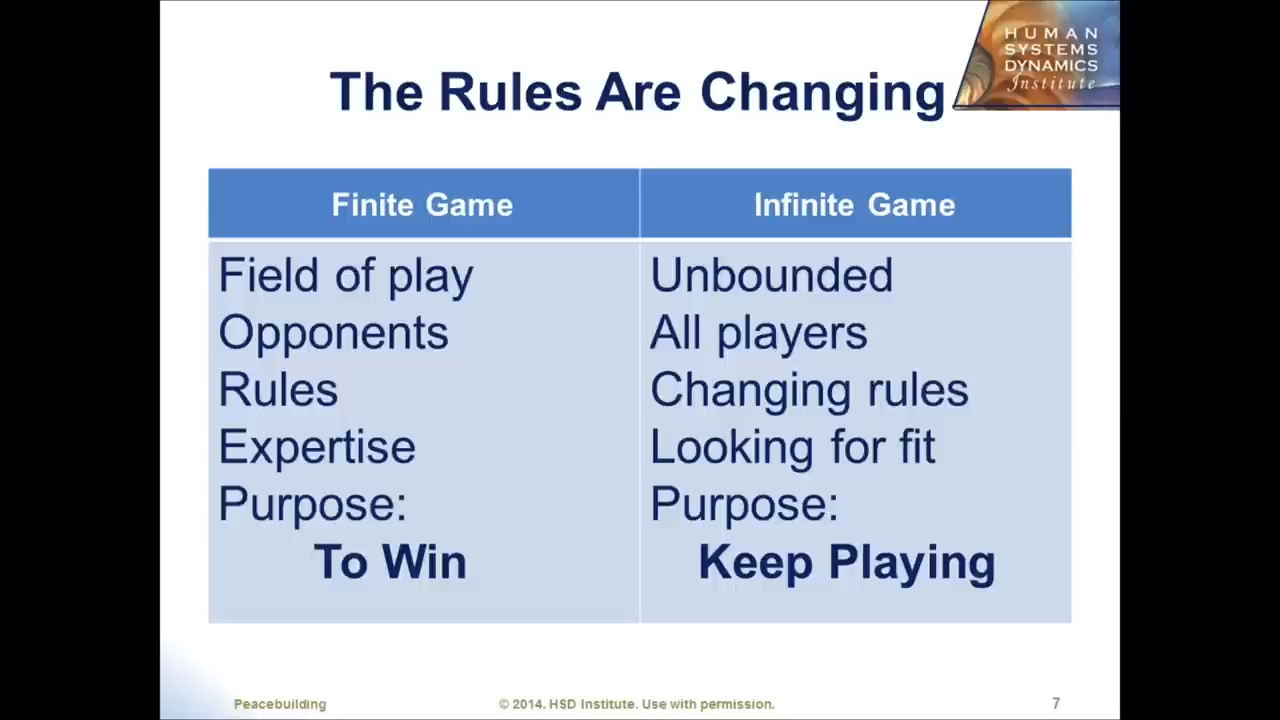 HUMAN
SYSTEMS
DYNAMICS
Institute
The Rules Are Changing
Finite Game
Infinite Game
Field of play
Opponents
Rules
Expertise
Purpose:
To Win
Unbounded
All players
Changing rules
Looking for fit
Purpose:
Keep Playing
Peacebuilding
© 2014. HSD Institute. Use with permission.
7